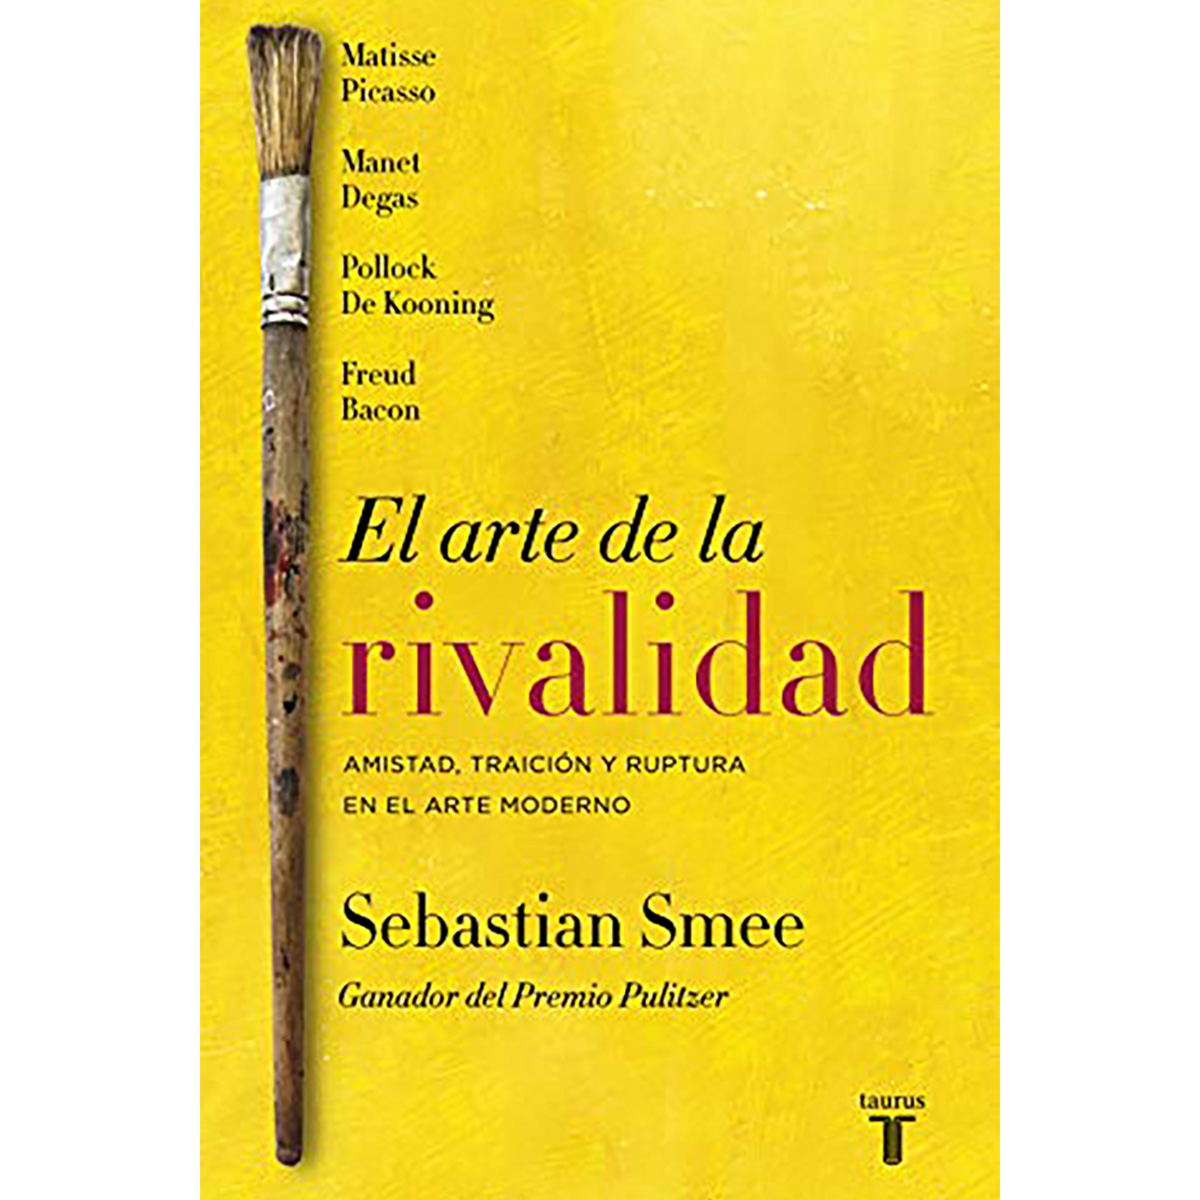 Matisse
Picasso
Manet
Degas
Pollock
De Kooning
Freud
Bacon
El arte de la
rivalidad
AMISTAD, TRAICIÓN Y RUPTURA
EN EL ARTE MODERNO
Sebastian Smee
Ganador del Premio Pulitzer
taurus
T